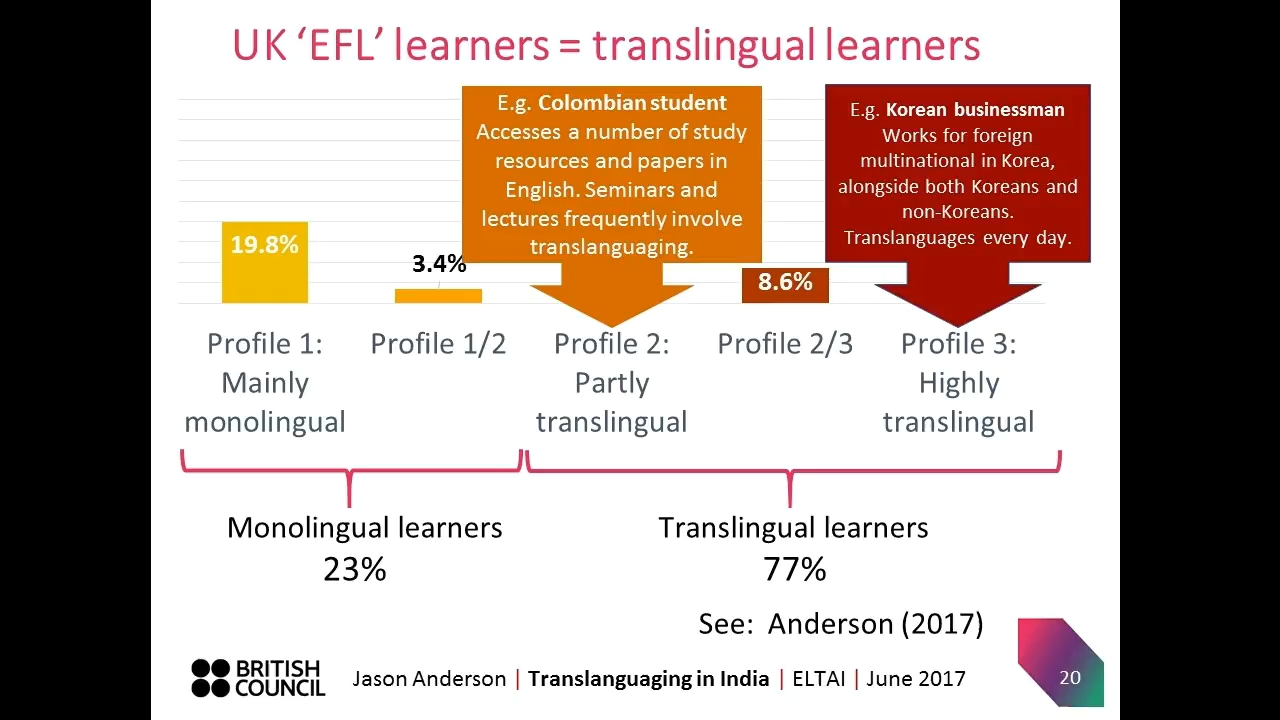 UK ‘EFL’ learners = translingual learners
E.g. Colombian student
Accesses a number of study
resources and papers in
English. Seminars and
lectures frequently involve
translanguaging.
E.g. Korean businessman
Works for foreign
multinational in Korea,
alongside both Koreans and
non-Koreans.
Translanguages every day.
19.8%
3.4%
8.6%
Profile 1:
Mainly
monolingual
Profile 1/2
Profile 2:
Partly
translingual
Profile 2/3
Profile 3:
Highly
translingual
Monolingual learners
23%
Translingual learners
77%
See: Anderson (2017)
BRITISH
COUNCIL
Jason Anderson | Translanguaging in India | ELTAI | June 2017
20